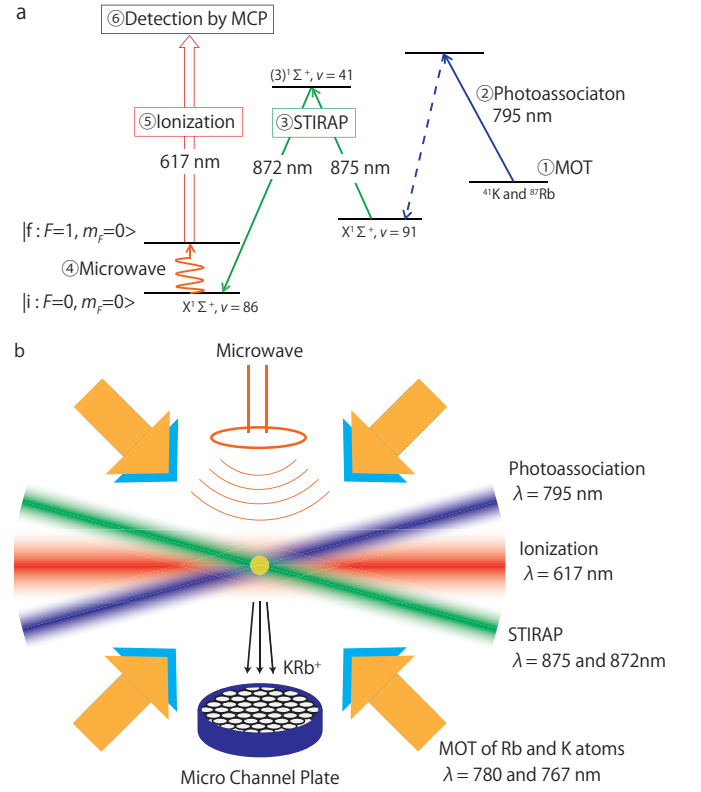 a
⑥Detection by MCP
(3)¹Σ⁺, v = 41
②Photoassociaton
795 nm
⑤Ionization
③STIRAP
617 nm
872 nm
875 nm
①MOT
⁴¹K and ⁸⁷Rb
|f : F=1, m_F=0>
X¹Σ⁺, v = 91
④Microwave
|i : F=0, m_F=0>
X¹Σ⁺, v = 86
b
Microwave
Photoassociation
λ = 795 nm
Ionization
λ = 617 nm
STIRAP
λ = 875 and 872nm
KRb⁺
MOT of Rb and K atoms
λ = 780 and 767 nm
Micro Channel Plate